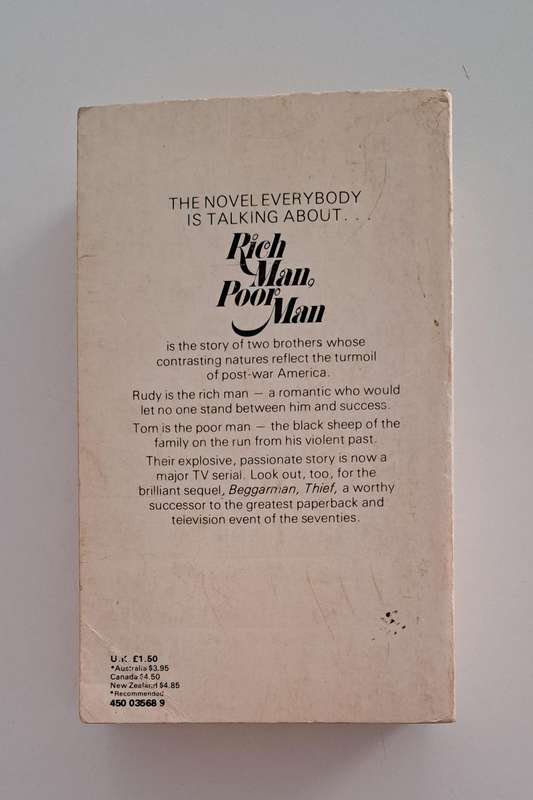 THE NOVEL EVERYBODY
IS TALKING ABOUT. . .
Rich
Man,
Poor
Man
is the story of two brothers whose
contrasting natures reflect the turmoil
of post-war America.
Rudy is the rich man — a romantic who would
let no one stand between him and success.
Tom is the poor man — the black sheep of the
family on the run from his violent past.
Their explosive, passionate story is now a
major TV serial. Look out, too, for the
brilliant sequel, Beggarman, Thief, a worthy
successor to the greatest paperback and
television event of the seventies.
U.K. £1.50
*Australia $3.95
Canada $4.50
New Zealand $4.85
*Recommended
450 03568 9